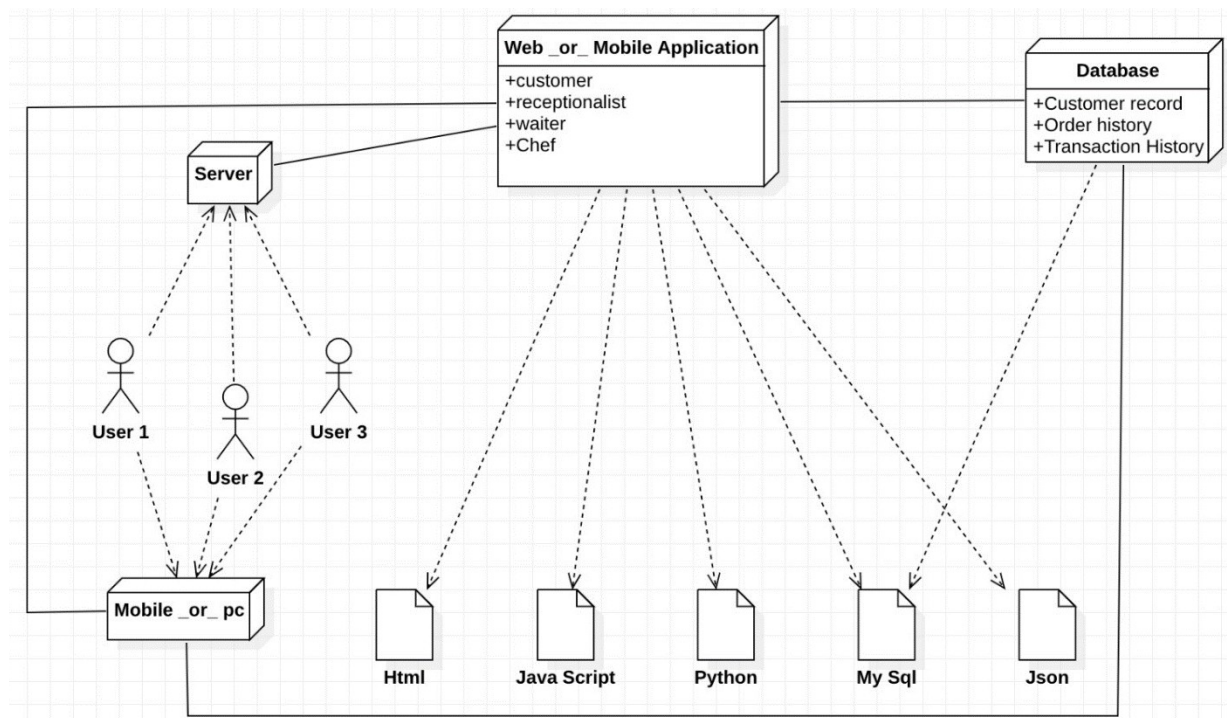 Web _or_ Mobile Application
+customer
+receptionalist
+waiter
+Chef
Database
+Customer record
+Order history
+Transaction History
Server
User 1
User 2
User 3
Mobile _or_ pc
Html
Java Script
Python
My Sql
Json